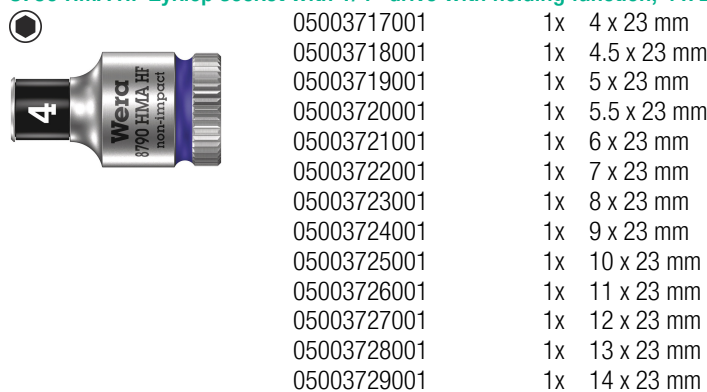 05003717001 1x 4 x 23 mm
05003718001 1x 4.5 x 23 mm
05003719001 1x 5 x 23 mm
05003720001 1x 5.5 x 23 mm
05003721001 1x 6 x 23 mm
05003722001 1x 7 x 23 mm
05003723001 1x 8 x 23 mm
05003724001 1x 9 x 23 mm
05003725001 1x 10 x 23 mm
05003726001 1x 11 x 23 mm
05003727001 1x 12 x 23 mm
05003728001 1x 13 x 23 mm
05003729001 1x 14 x 23 mm
4
Wera
8790 HMA HF
non-impact